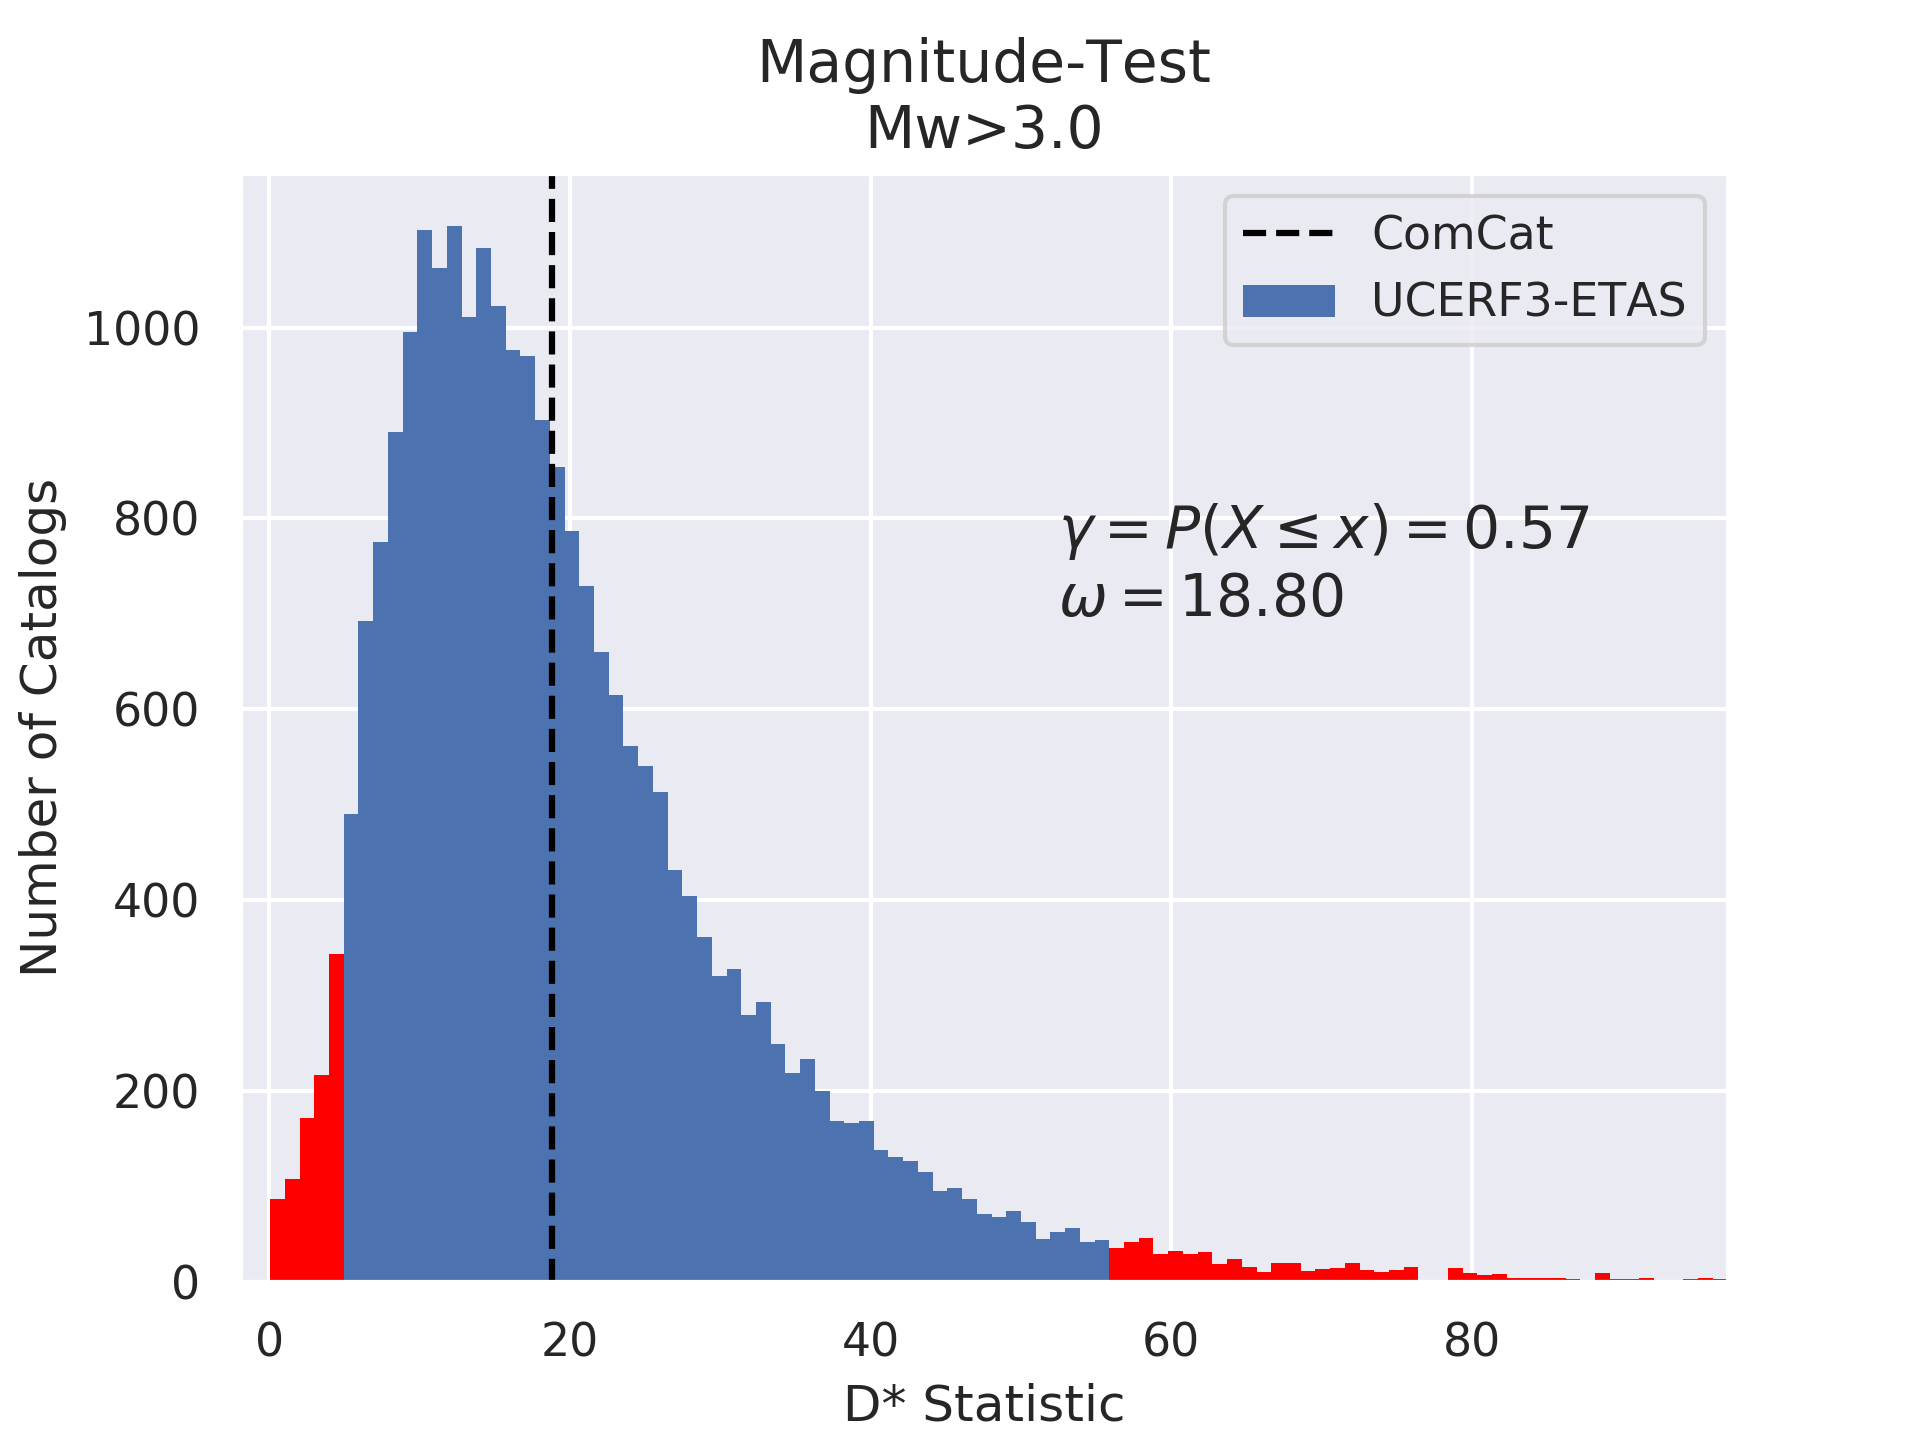 Magnitude-Test
Mw>3.0
ComCat
UCERF3-ETAS
γ = P(X ≤ x) = 0.57
ω = 18.80
Number of Catalogs
1000
800
600
400
200
0
0 20 40 60 80
D* Statistic